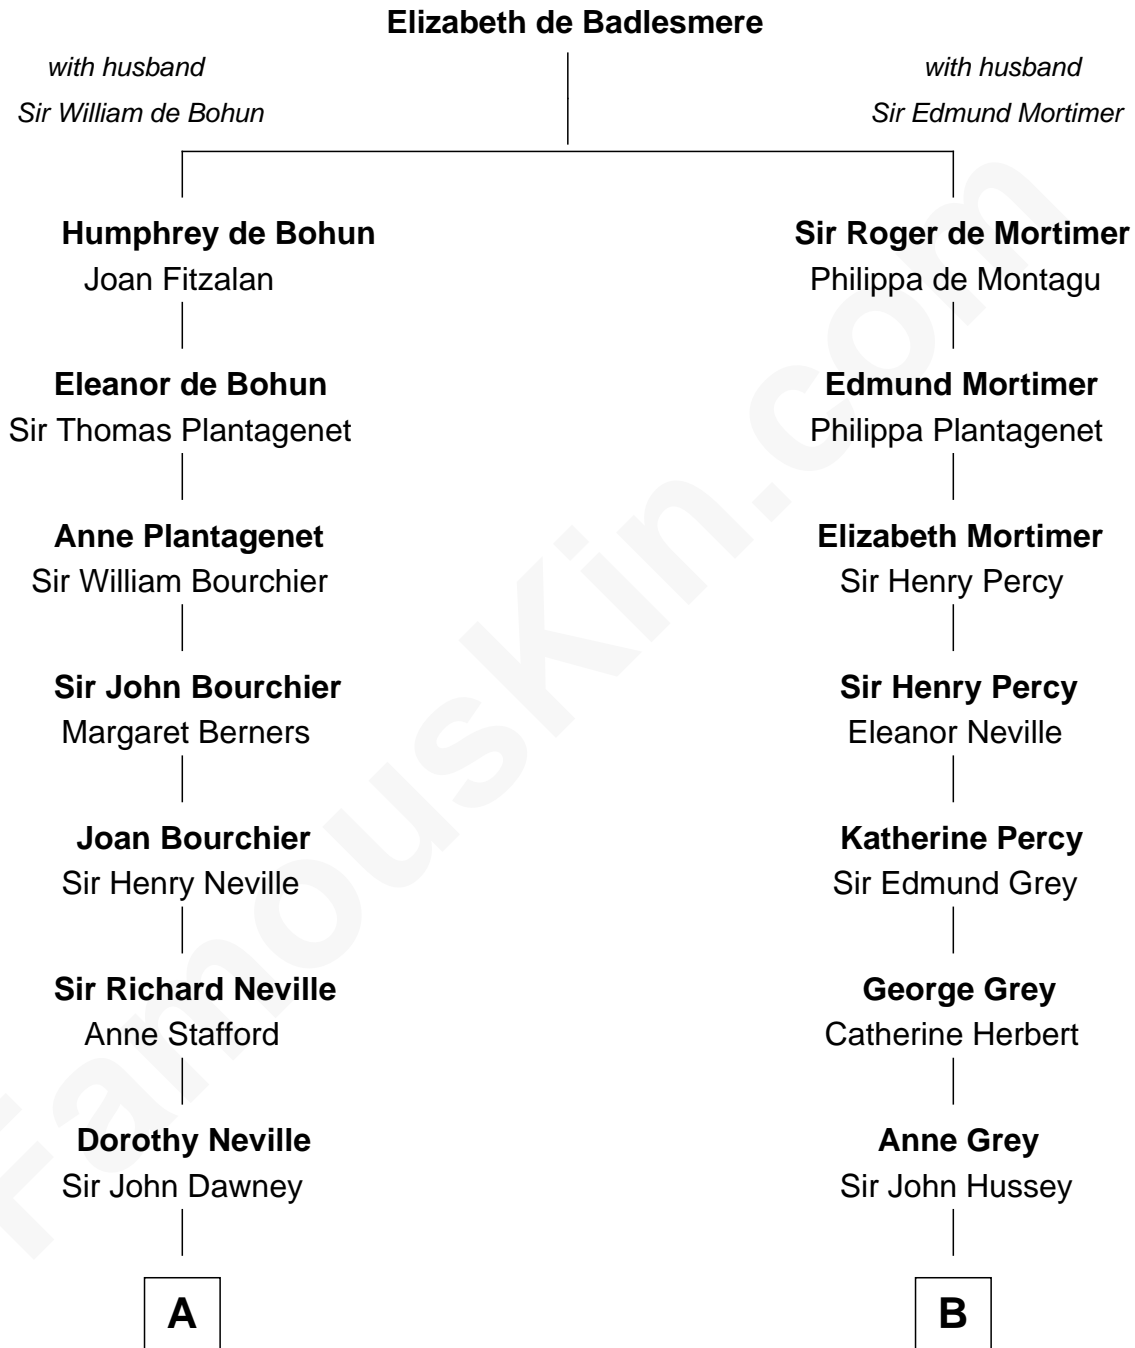 Elizabeth de Badlesmere
with husband
Sir William de Bohun
with husband
Sir Edmund Mortimer
Humphrey de Bohun
Joan Fitzalan
Eleanor de Bohun
Sir Thomas Plantagenet
Anne Plantagenet
Sir William Bourchier
Sir John Bourchier
Margaret Berners
Joan Bourchier
Sir Henry Neville
Sir Richard Neville
Anne Stafford
Dorothy Neville
Sir John Dawney
A
Sir Roger de Mortimer
Philippa de Montagu
Edmund Mortimer
Philippa Plantagenet
Elizabeth Mortimer
Sir Henry Percy
Sir Henry Percy
Eleanor Neville
Katherine Percy
Sir Edmund Grey
George Grey
Catherine Herbert
Anne Grey
Sir John Hussey
B
FamousKin.com